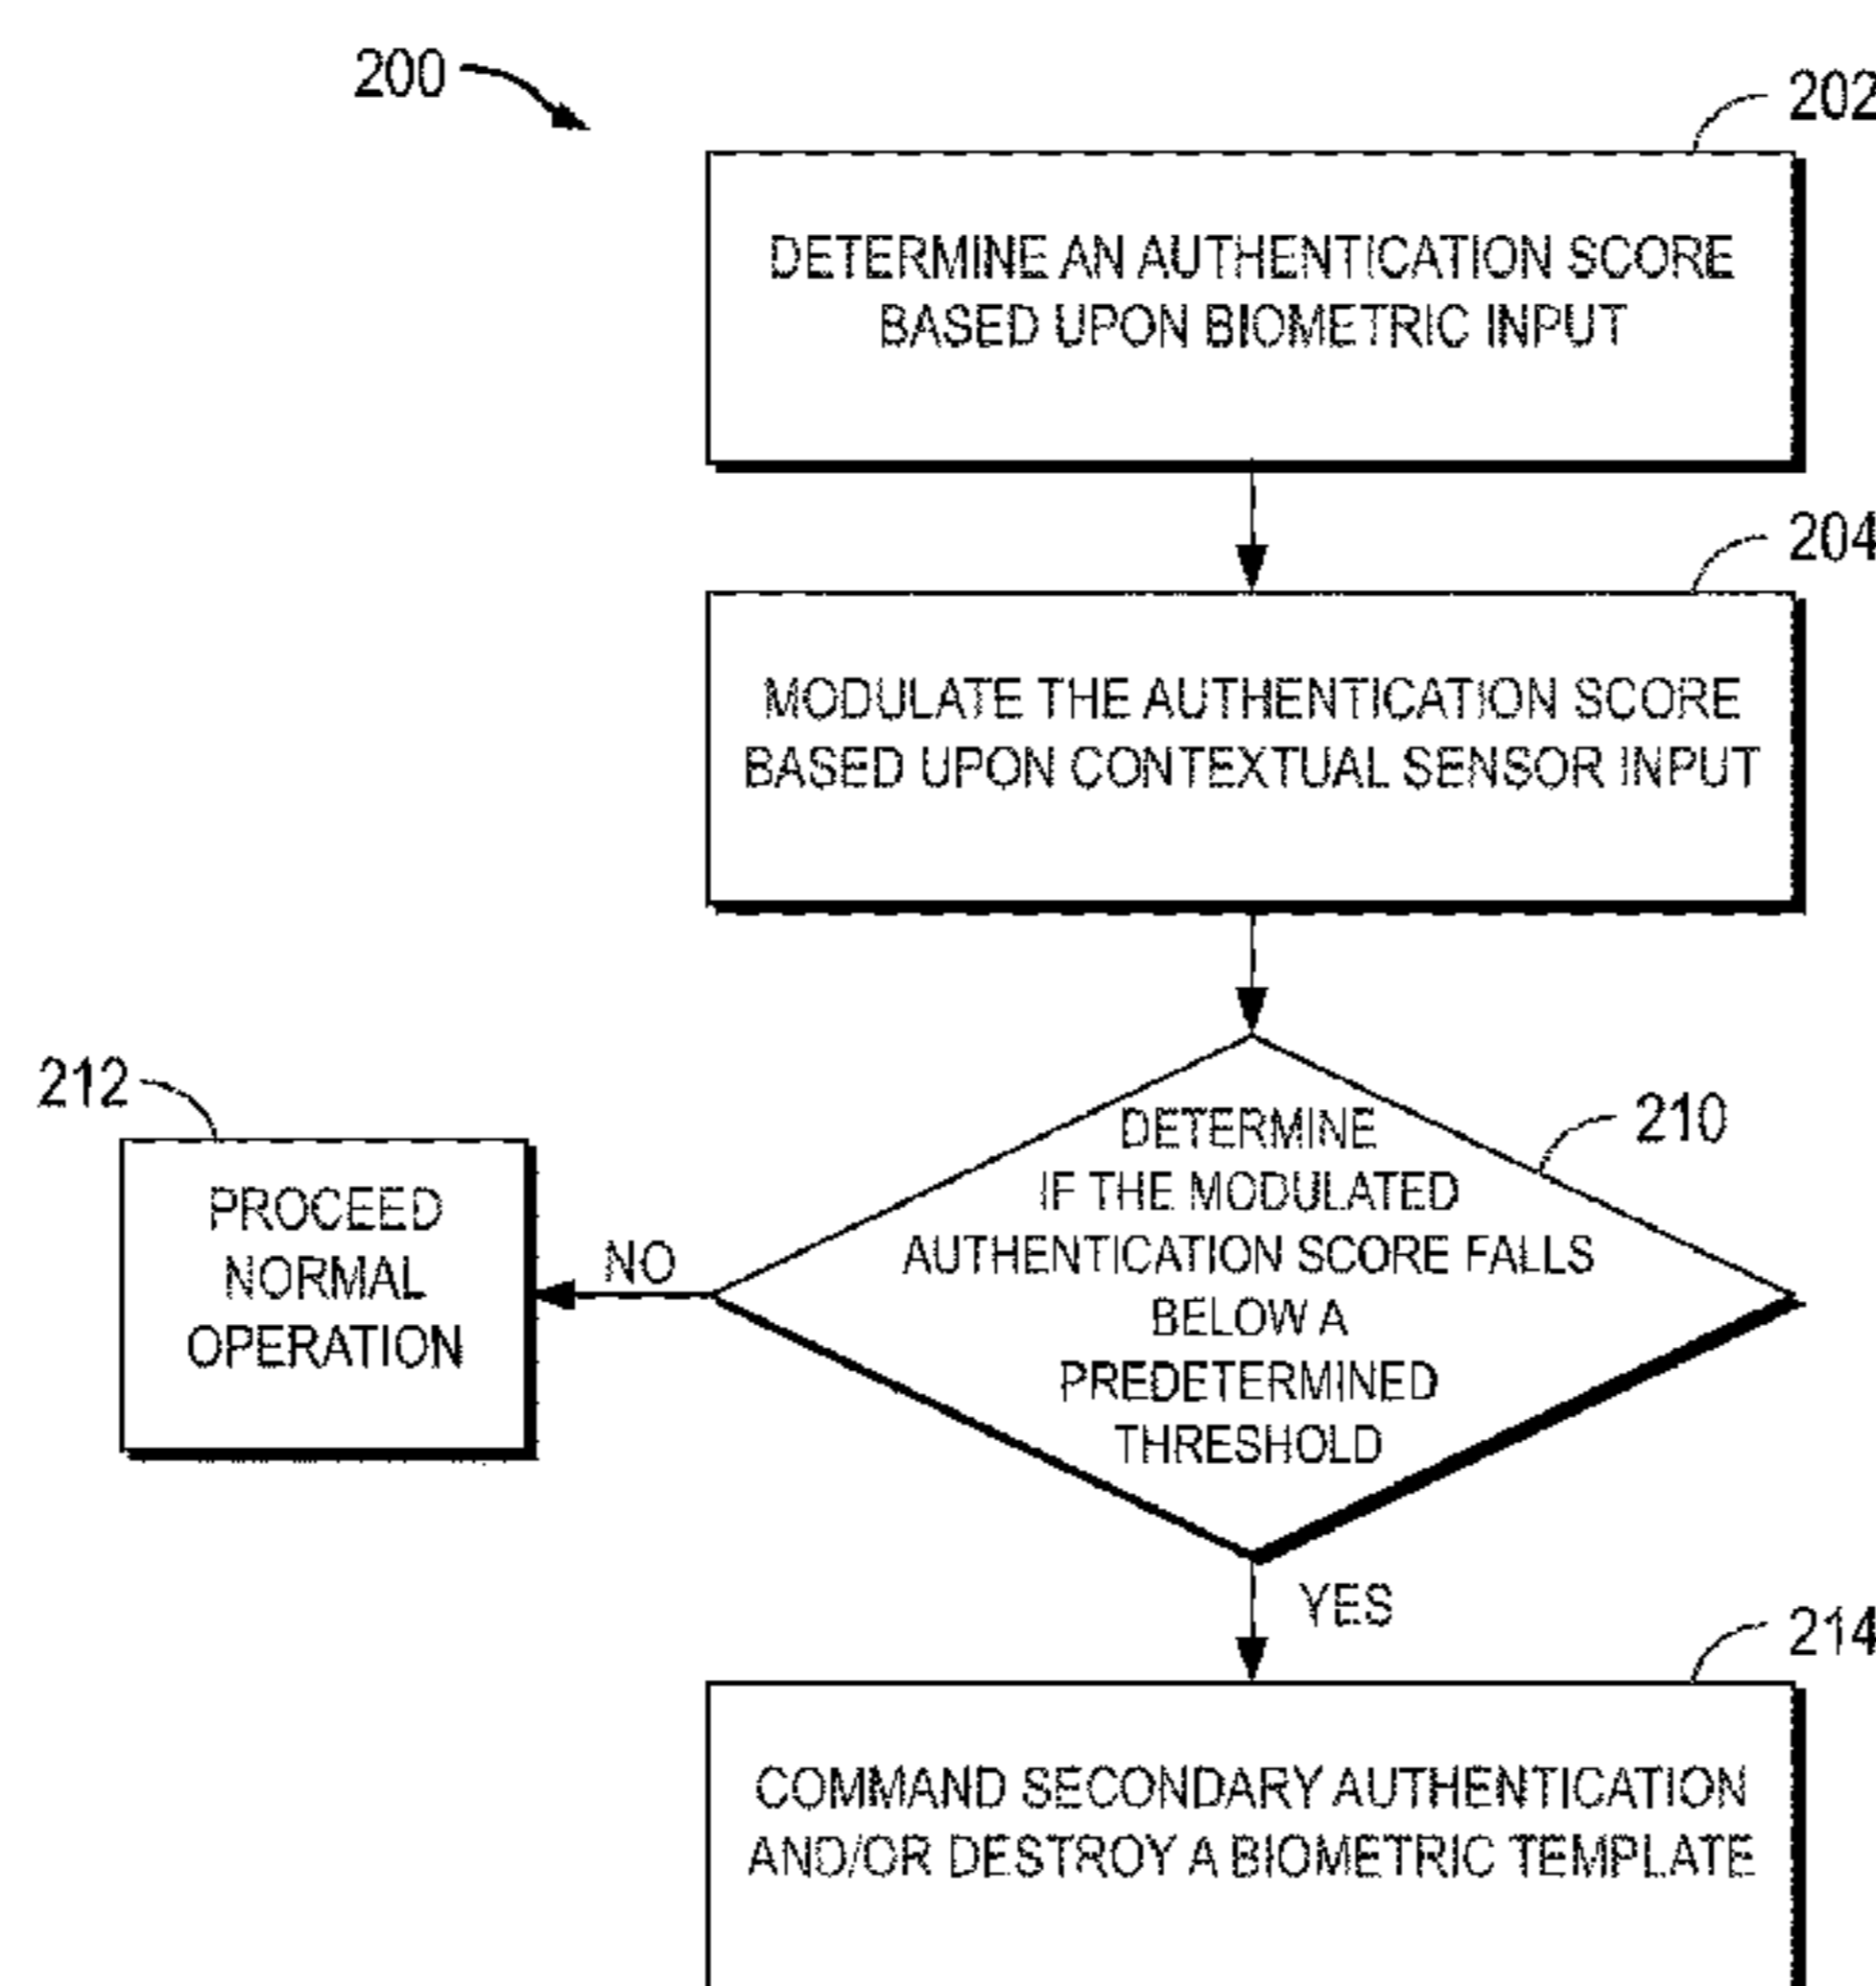 200
202
DETERMINE AN AUTHENTICATION SCORE
BASED UPON BIOMETRIC INPUT
204
MODULATE THE AUTHENTICATION SCORE
BASED UPON CONTEXTUAL SENSOR INPUT
212
PROCEED
NORMAL
OPERATION
NO
210
DETERMINE
IF THE MODULATED
AUTHENTICATION SCORE FALLS
BELOW A
PREDETERMINED
THRESHOLD
YES
214
COMMAND SECONDARY AUTHENTICATION
AND/OR DESTROY A BIOMETRIC TEMPLATE